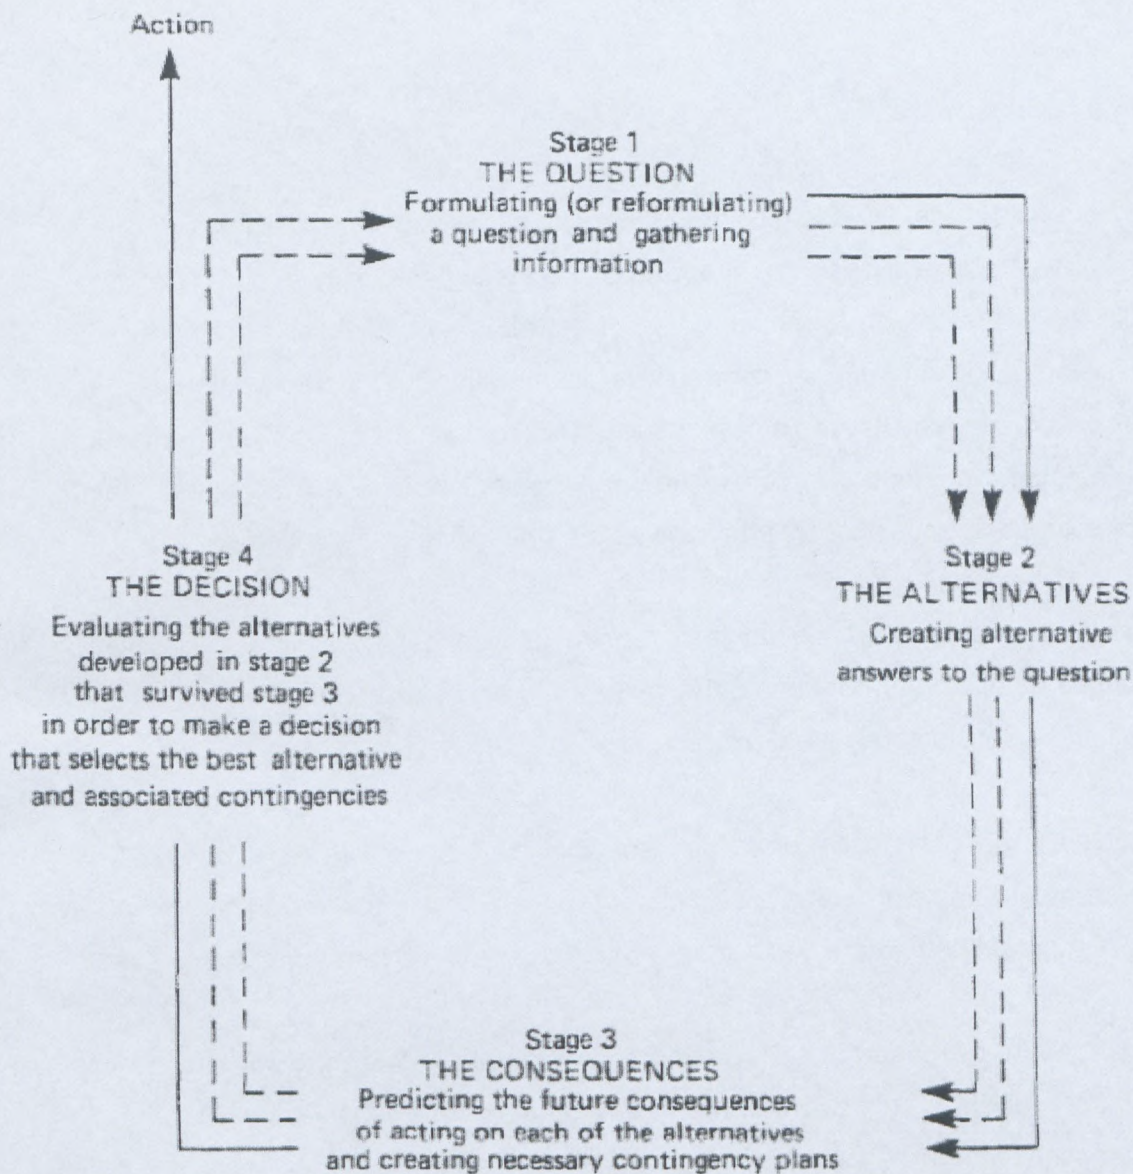 Action
Stage 1
THE QUESTION
Formulating (or reformulating)
a question and gathering
information
Stage 2
THE ALTERNATIVES
Creating alternative
answers to the question
Stage 3
THE CONSEQUENCES
Predicting the future consequences
of acting on each of the alternatives
and creating necessary contingency plans
Stage 4
THE DECISION
Evaluating the alternatives
developed in stage 2
that survived stage 3
in order to make a decision
that selects the best alternative
and associated contingencies